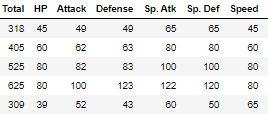 Total HP Attack Defense Sp. Atk Sp. Def Speed
318 45 49 49 65 65 45
405 60 62 63 80 80 60
525 80 82 83 100 100 80
625 80 100 123 122 120 80
309 39 52 43 60 50 65